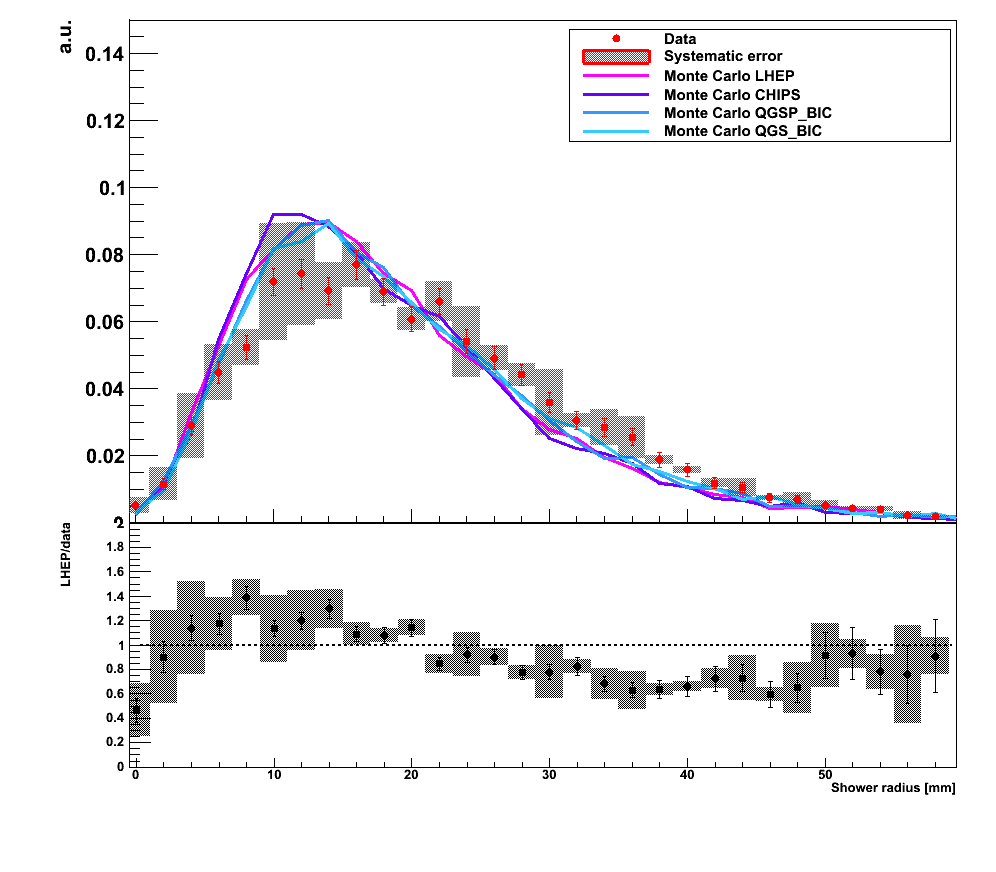 a.u.
0.14
0.12
0.1
0.08
0.06
0.04
0.02
Data
Systematic error
Monte Carlo LHEP
Monte Carlo CHIPS
Monte Carlo QGSP_BIC
Monte Carlo QGS_BIC
LHEP/data
2
1.8
1.6
1.4
1.2
1
0.8
0.6
0.4
0.2
0
0 10 20 30 40 50
Shower radius [mm]